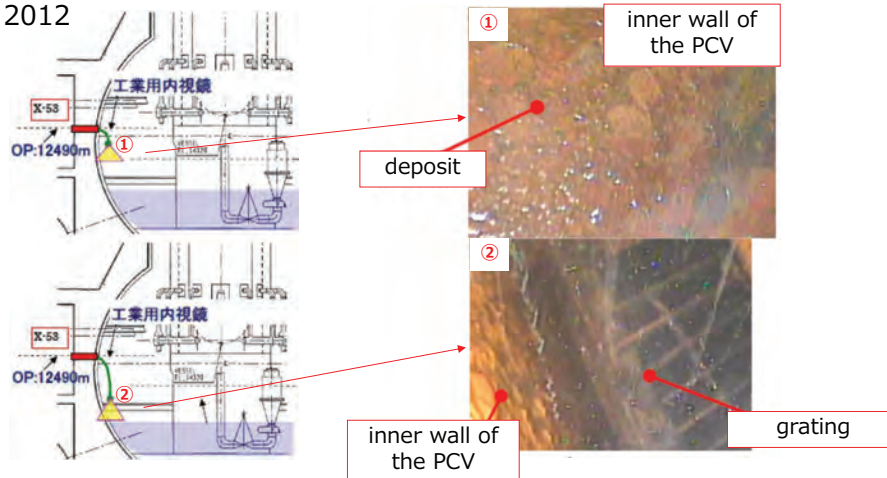 2012
工業用内視鏡
X-53
OP:12490m
①
①
inner wall of
the PCV
deposit
工業用内視鏡
X-53
OP:12490m
②
②
inner wall of
the PCV
grating